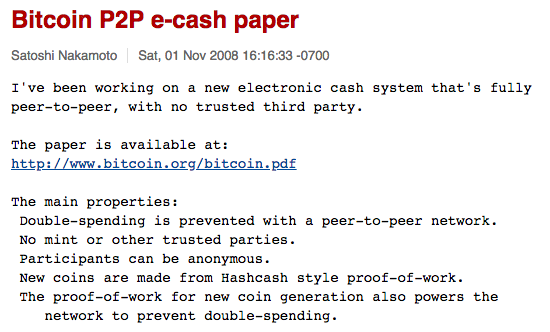 Bitcoin P2P e-cash paper
Satoshi Nakamoto | Sat, 01 Nov 2008 16:16:33 -0700
I've been working on a new electronic cash system that's fully
peer-to-peer, with no trusted third party.
The paper is available at:
http://www.bitcoin.org/bitcoin.pdf
The main properties:
Double-spending is prevented with a peer-to-peer network.
No mint or other trusted parties.
Participants can be anonymous.
New coins are made from Hashcash style proof-of-work.
The proof-of-work for new coin generation also powers the
network to prevent double-spending.